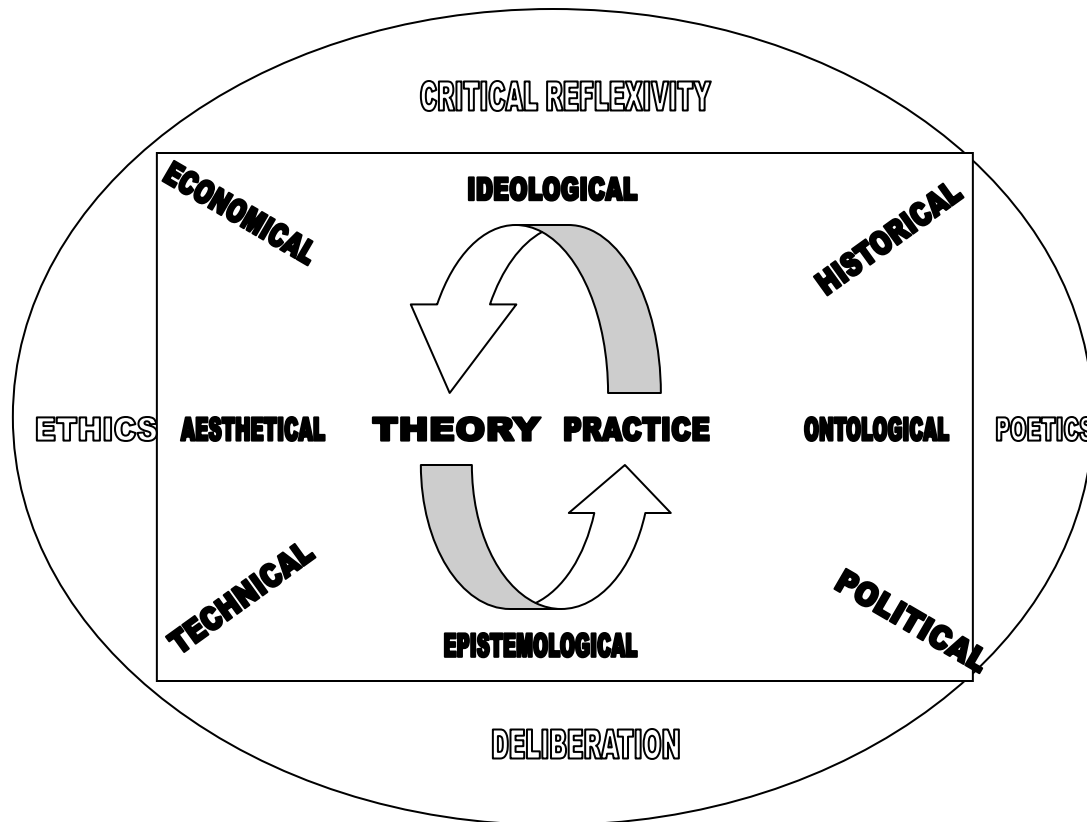 CRITICAL REFLEXIVITY
ECONOMICAL
IDEOLOGICAL
HISTORICAL
ETHICS
AESTHETICAL
THEORY
PRACTICE
ONTOLOGICAL
POETICS
TECHNICAL
EPISTEMOLOGICAL
POLITICAL
DELIBERATION